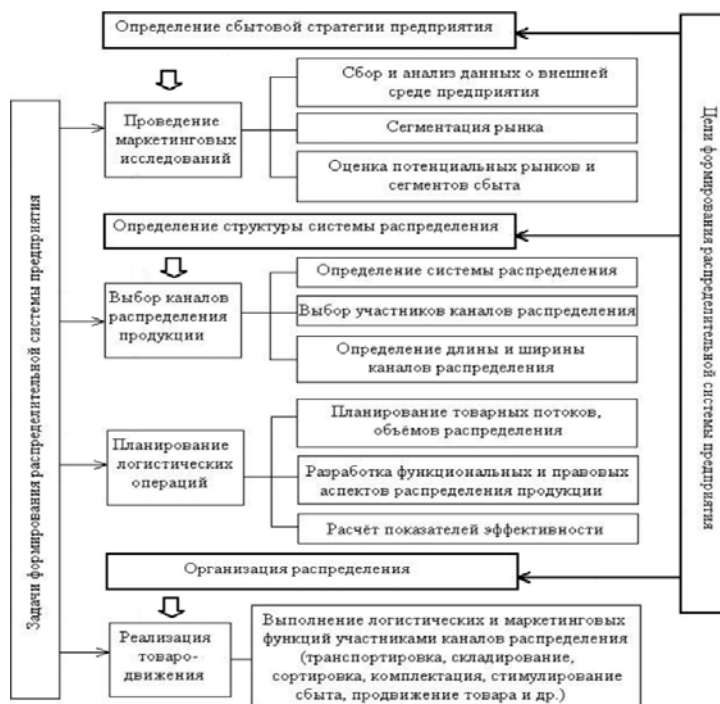 Определение сбытовой стратегии предприятия
Задачи формирования распределительной системы предприятия
Цели формирования распределительной системы предприятия
Проведение
маркетинговых
исследований
Сбор и анализ данных о внешней
среде предприятия
Сегментация рынка
Оценка потенциальных рынков и
сегментов сбыта
Определение структуры системы распределения
Выбор каналов
распределения
продукции
Определение системы распределения
Выбор участников каналов распределения
Определение длины и ширины
каналов распределения
Планирование
логистических
операций
Планирование товарных потоков,
объёмов распределения
Разработка функциональных и правовых
аспектов распределения продукции
Расчёт показателей эффективности
Организация распределения
Реализация
товаро-
движения
Выполнение логистических и маркетинговых
функций участниками каналов распределения
(транспортировка, складирование,
сортировка, комплектация, стимулирование
сбыта, продвижение товара и др.)